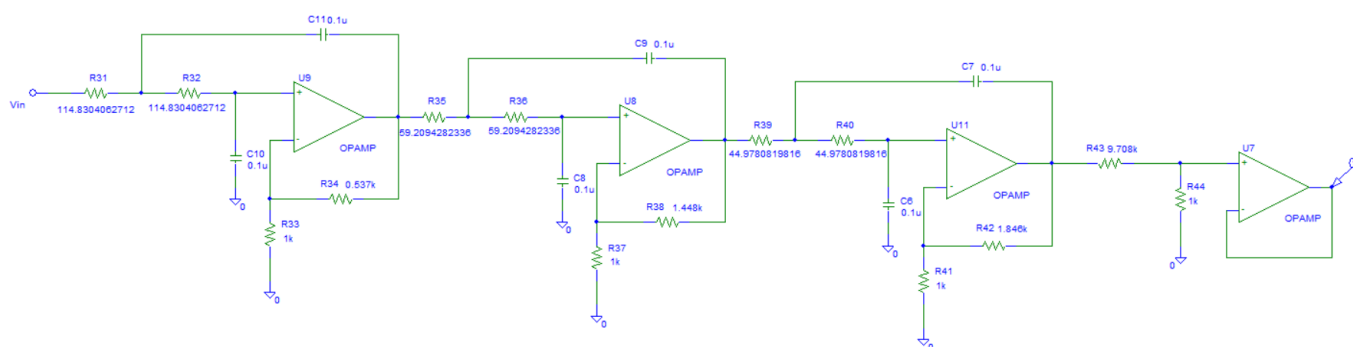 Vin
R31
114.8304062712
R32
114.8304062712
C11 0.1u
C10
0.1u
0
U9
+
-
OPAMP
R34 0.537k
R33
1k
0
R35
59.2094282336
R36
59.2094282336
C9 0.1u
C8
0.1u
0
U8
+
-
OPAMP
R38 1.448k
R37
1k
0
R39
44.9780819816
R40
44.9780819816
C7 0.1u
C6
0.1u
0
U11
+
-
OPAMP
R42 1.846k
R41
1k
0
R43 9.708k
R44
1k
0
U7
+
-
OPAMP